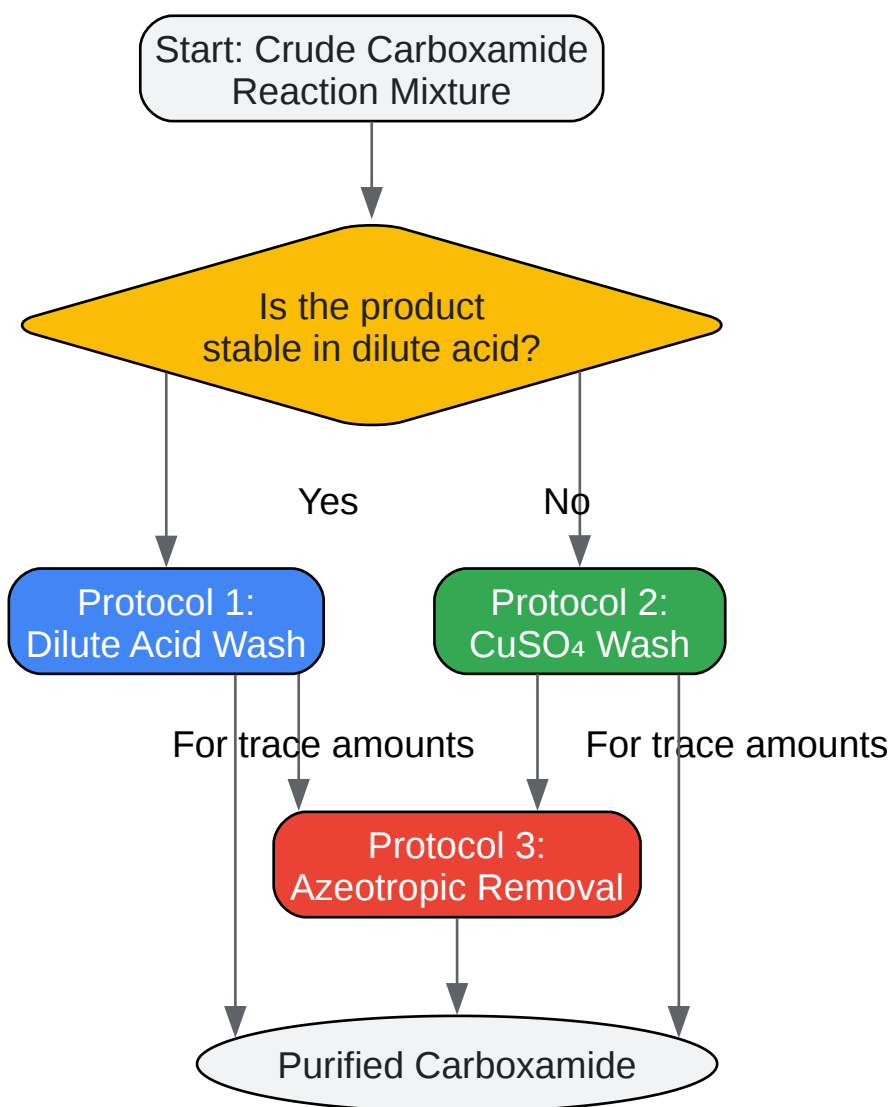 Start: Crude Carboxamide
Reaction Mixture
Is the product
stable in dilute acid?
Yes
No
Protocol 1:
Dilute Acid Wash
Protocol 2:
CuSO₄ Wash
For trace amounts
For trace amounts
Protocol 3:
Azeotropic Removal
Purified Carboxamide